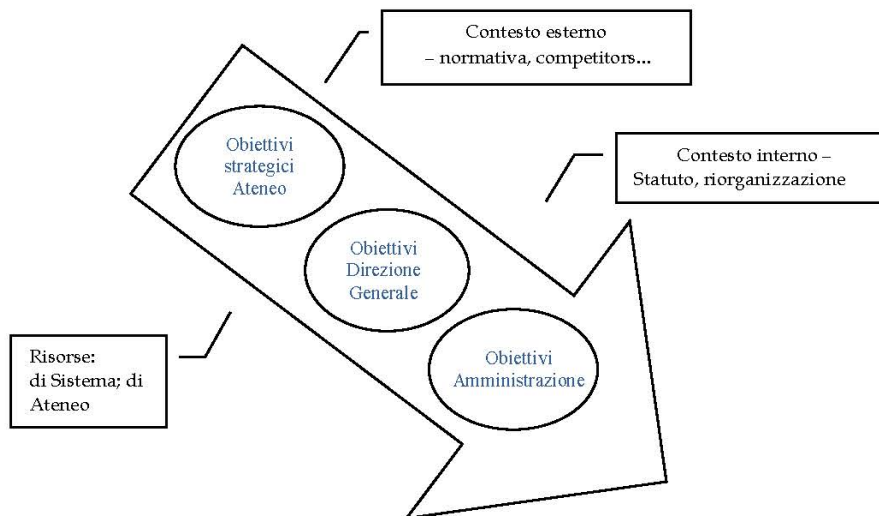 Contesto esterno
– normativa, competitors...
Obiettivi
strategici
Ateneo
Contesto interno –
Statuto, riorganizzazione
Obiettivi
Direzione
Generale
Risorse:
di Sistema; di
Ateneo
Obiettivi
Amministrazione